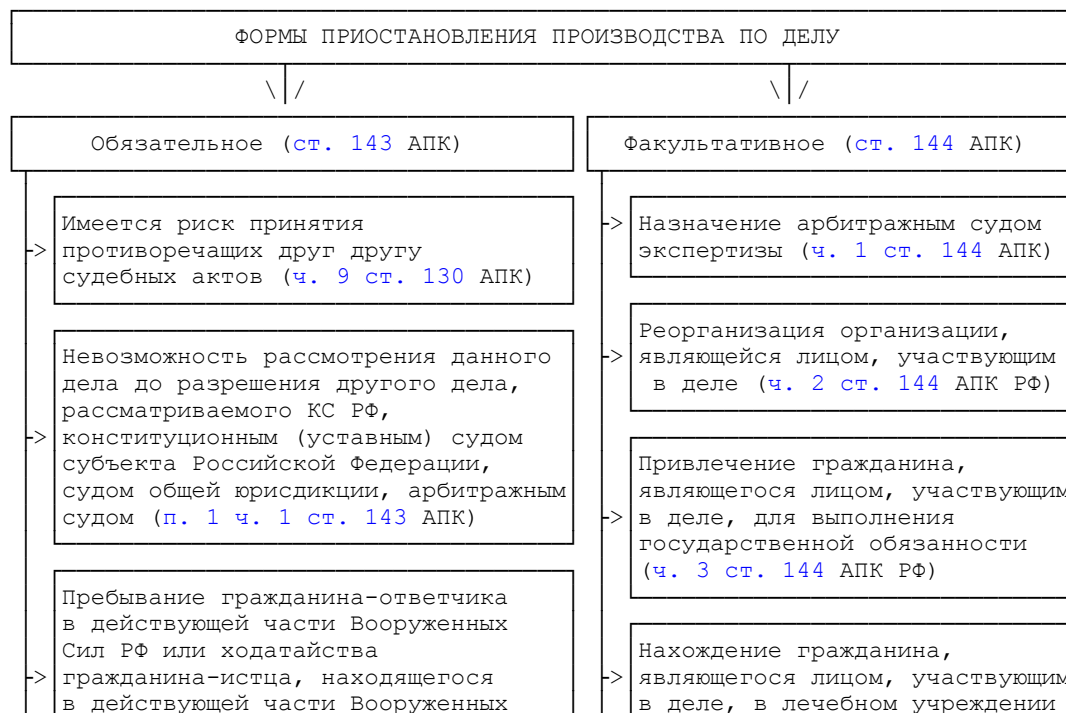 ФОРМЫ ПРИОСТАНОВЛЕНИЯ ПРОИЗВОДСТВА ПО ДЕЛУ
Обязательное (ст. 143 АПК)
Имеется риск принятия
противоречащих друг другу
судебных актов (ч. 9 ст. 130 АПК)
Невозможность рассмотрения данного
дела до разрешения другого дела,
рассматриваемого КС РФ,
конституционным (уставным) судом
субъекта Российской Федерации,
судом общей юрисдикции, арбитражным
судом (п. 1 ч. 1 ст. 143 АПК)
Пребывание гражданина-ответчика
в действующей части Вооруженных
Сил РФ или ходатайства
гражданина-истца, находящегося
в действующей части Вооруженных
Факультативное (ст. 144 АПК)
Назначение арбитражным судом
экспертизы (ч. 1 ст. 144 АПК)
Реорганизация организации,
являющейся лицом, участвующим
в деле (ч. 2 ст. 144 АПК РФ)
Привлечение гражданина,
являющегося лицом, участвующим
в деле, для выполнения
государственной обязанности
(ч. 3 ст. 144 АПК РФ)
Нахождение гражданина,
являющегося лицом, участвующим
в деле, в лечебном учреждении